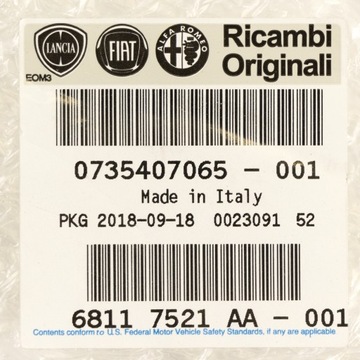 LANCIA FIAT ALFA ROMEO Ricambi
Originali
EOM3
0735407065 - 001
Made in Italy
PKG 2018-09-18 0023091 52
6811 7521 AA - 001
Contents conform ro U.S. Federal Motor Vehicle Safety Standards, if any are applicable